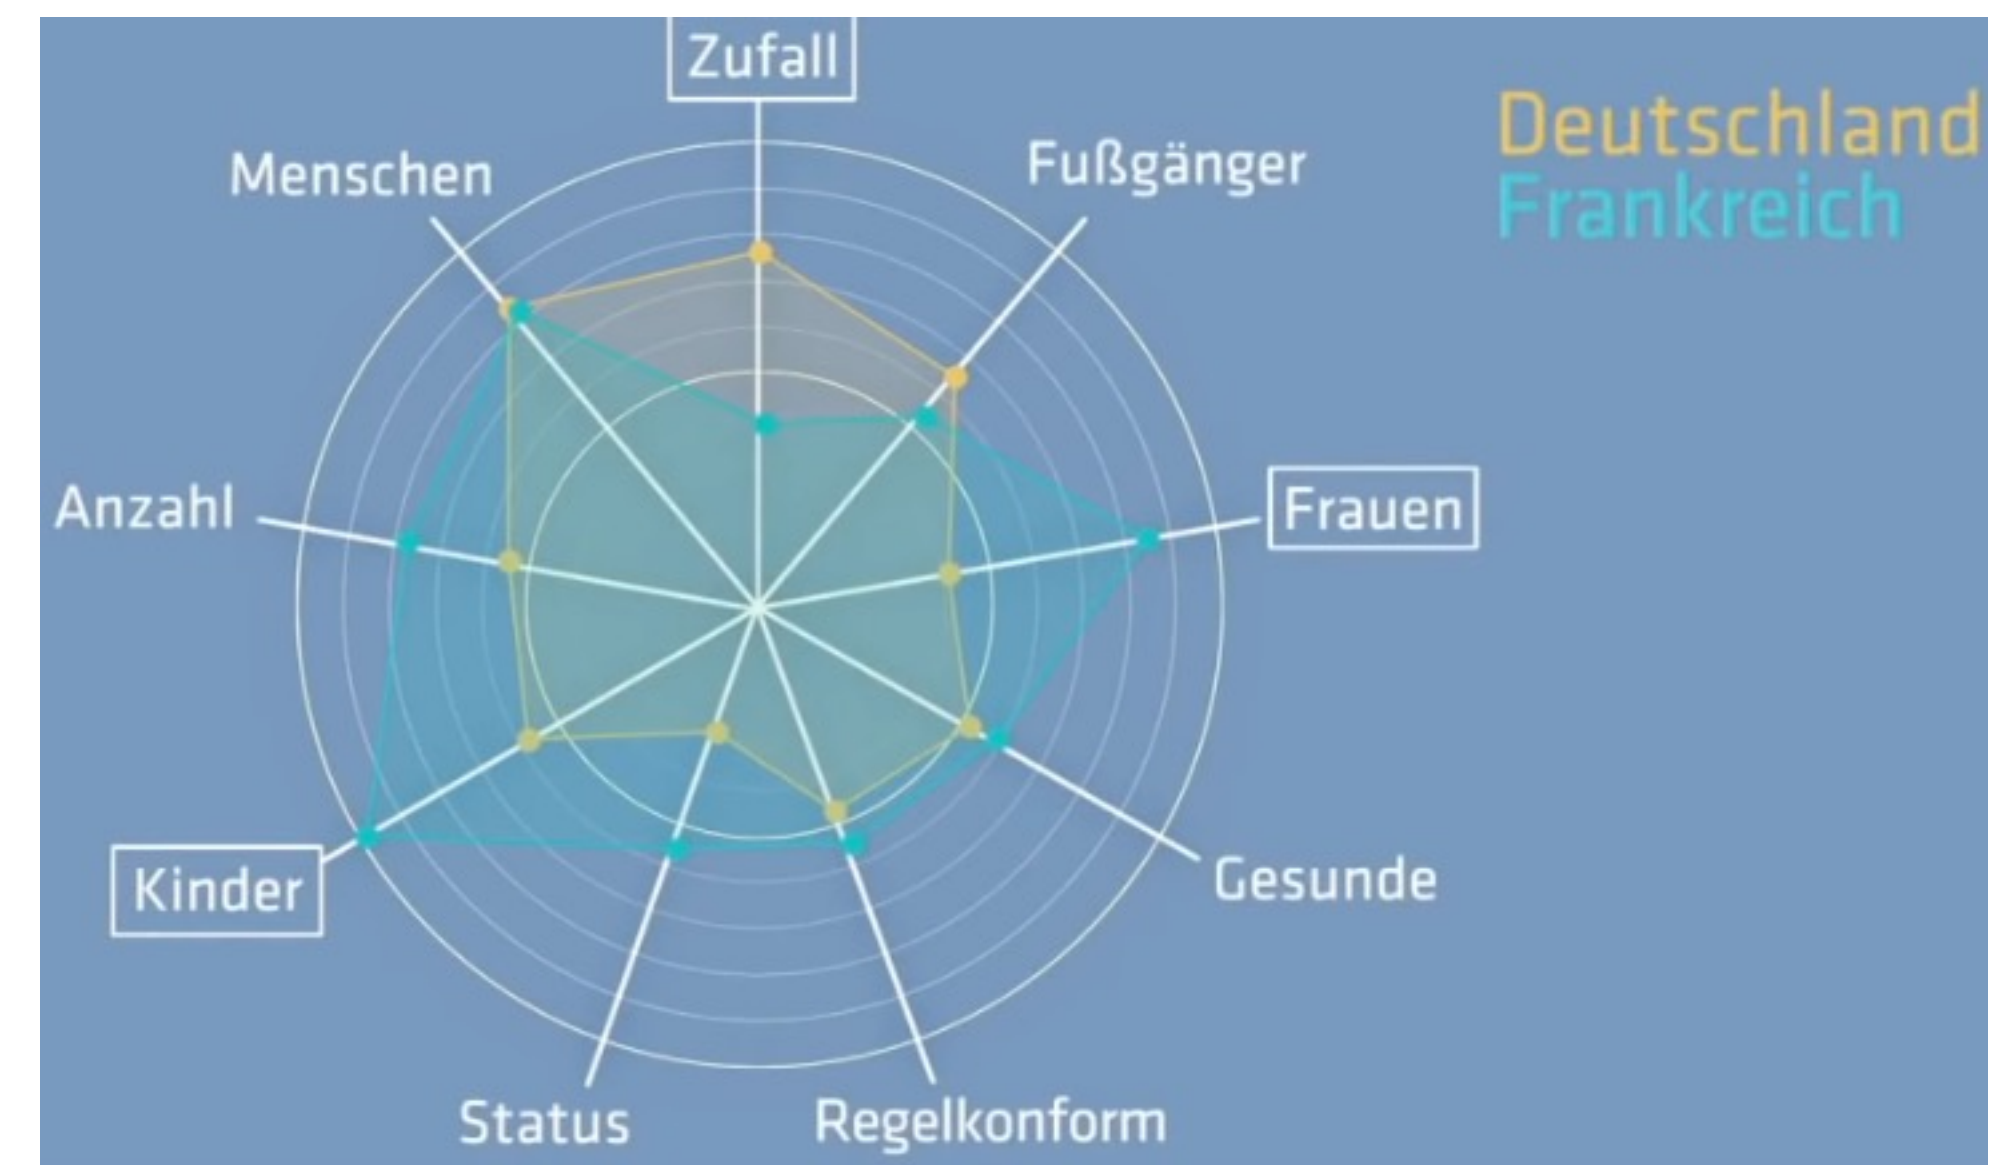 Zufall
Deutschland
Frankreich
Menschen
Fußgänger
Anzahl
Frauen
Kinder
Gesunde
Status
Regelkonform